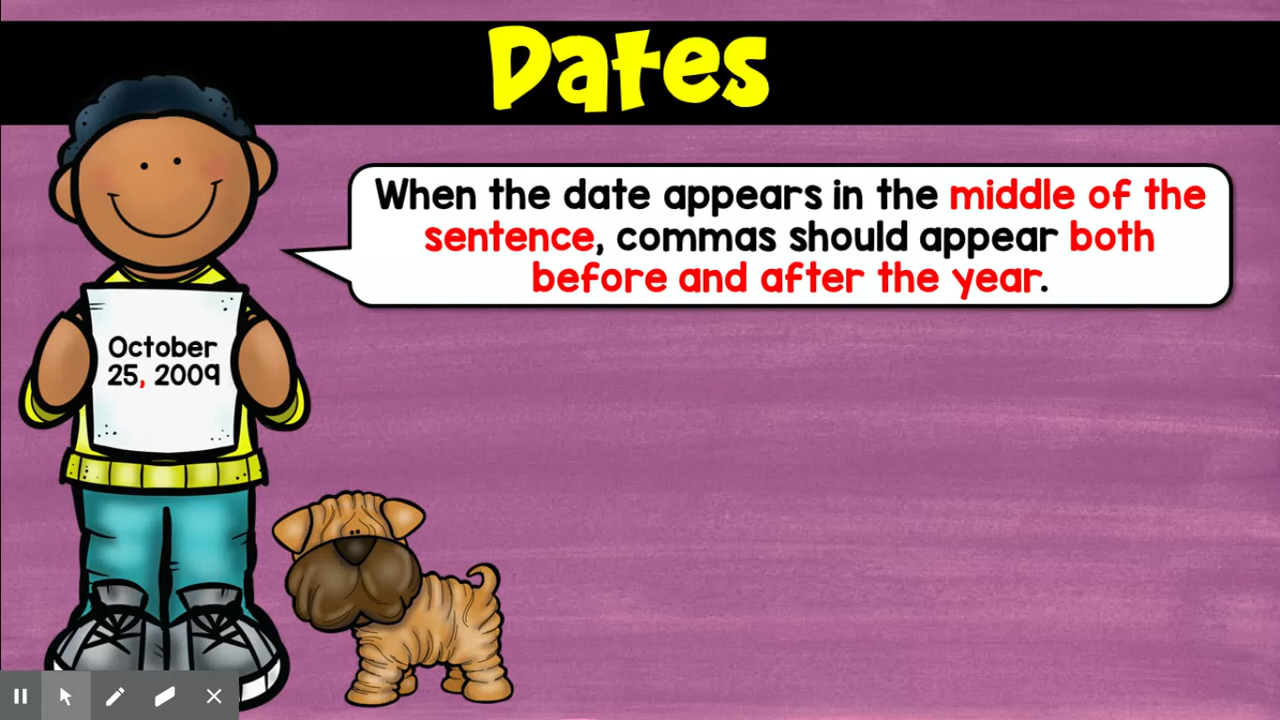 Dates
When the date appears in the middle of the
sentence, commas should appear both
before and after the year.
October
25, 2009